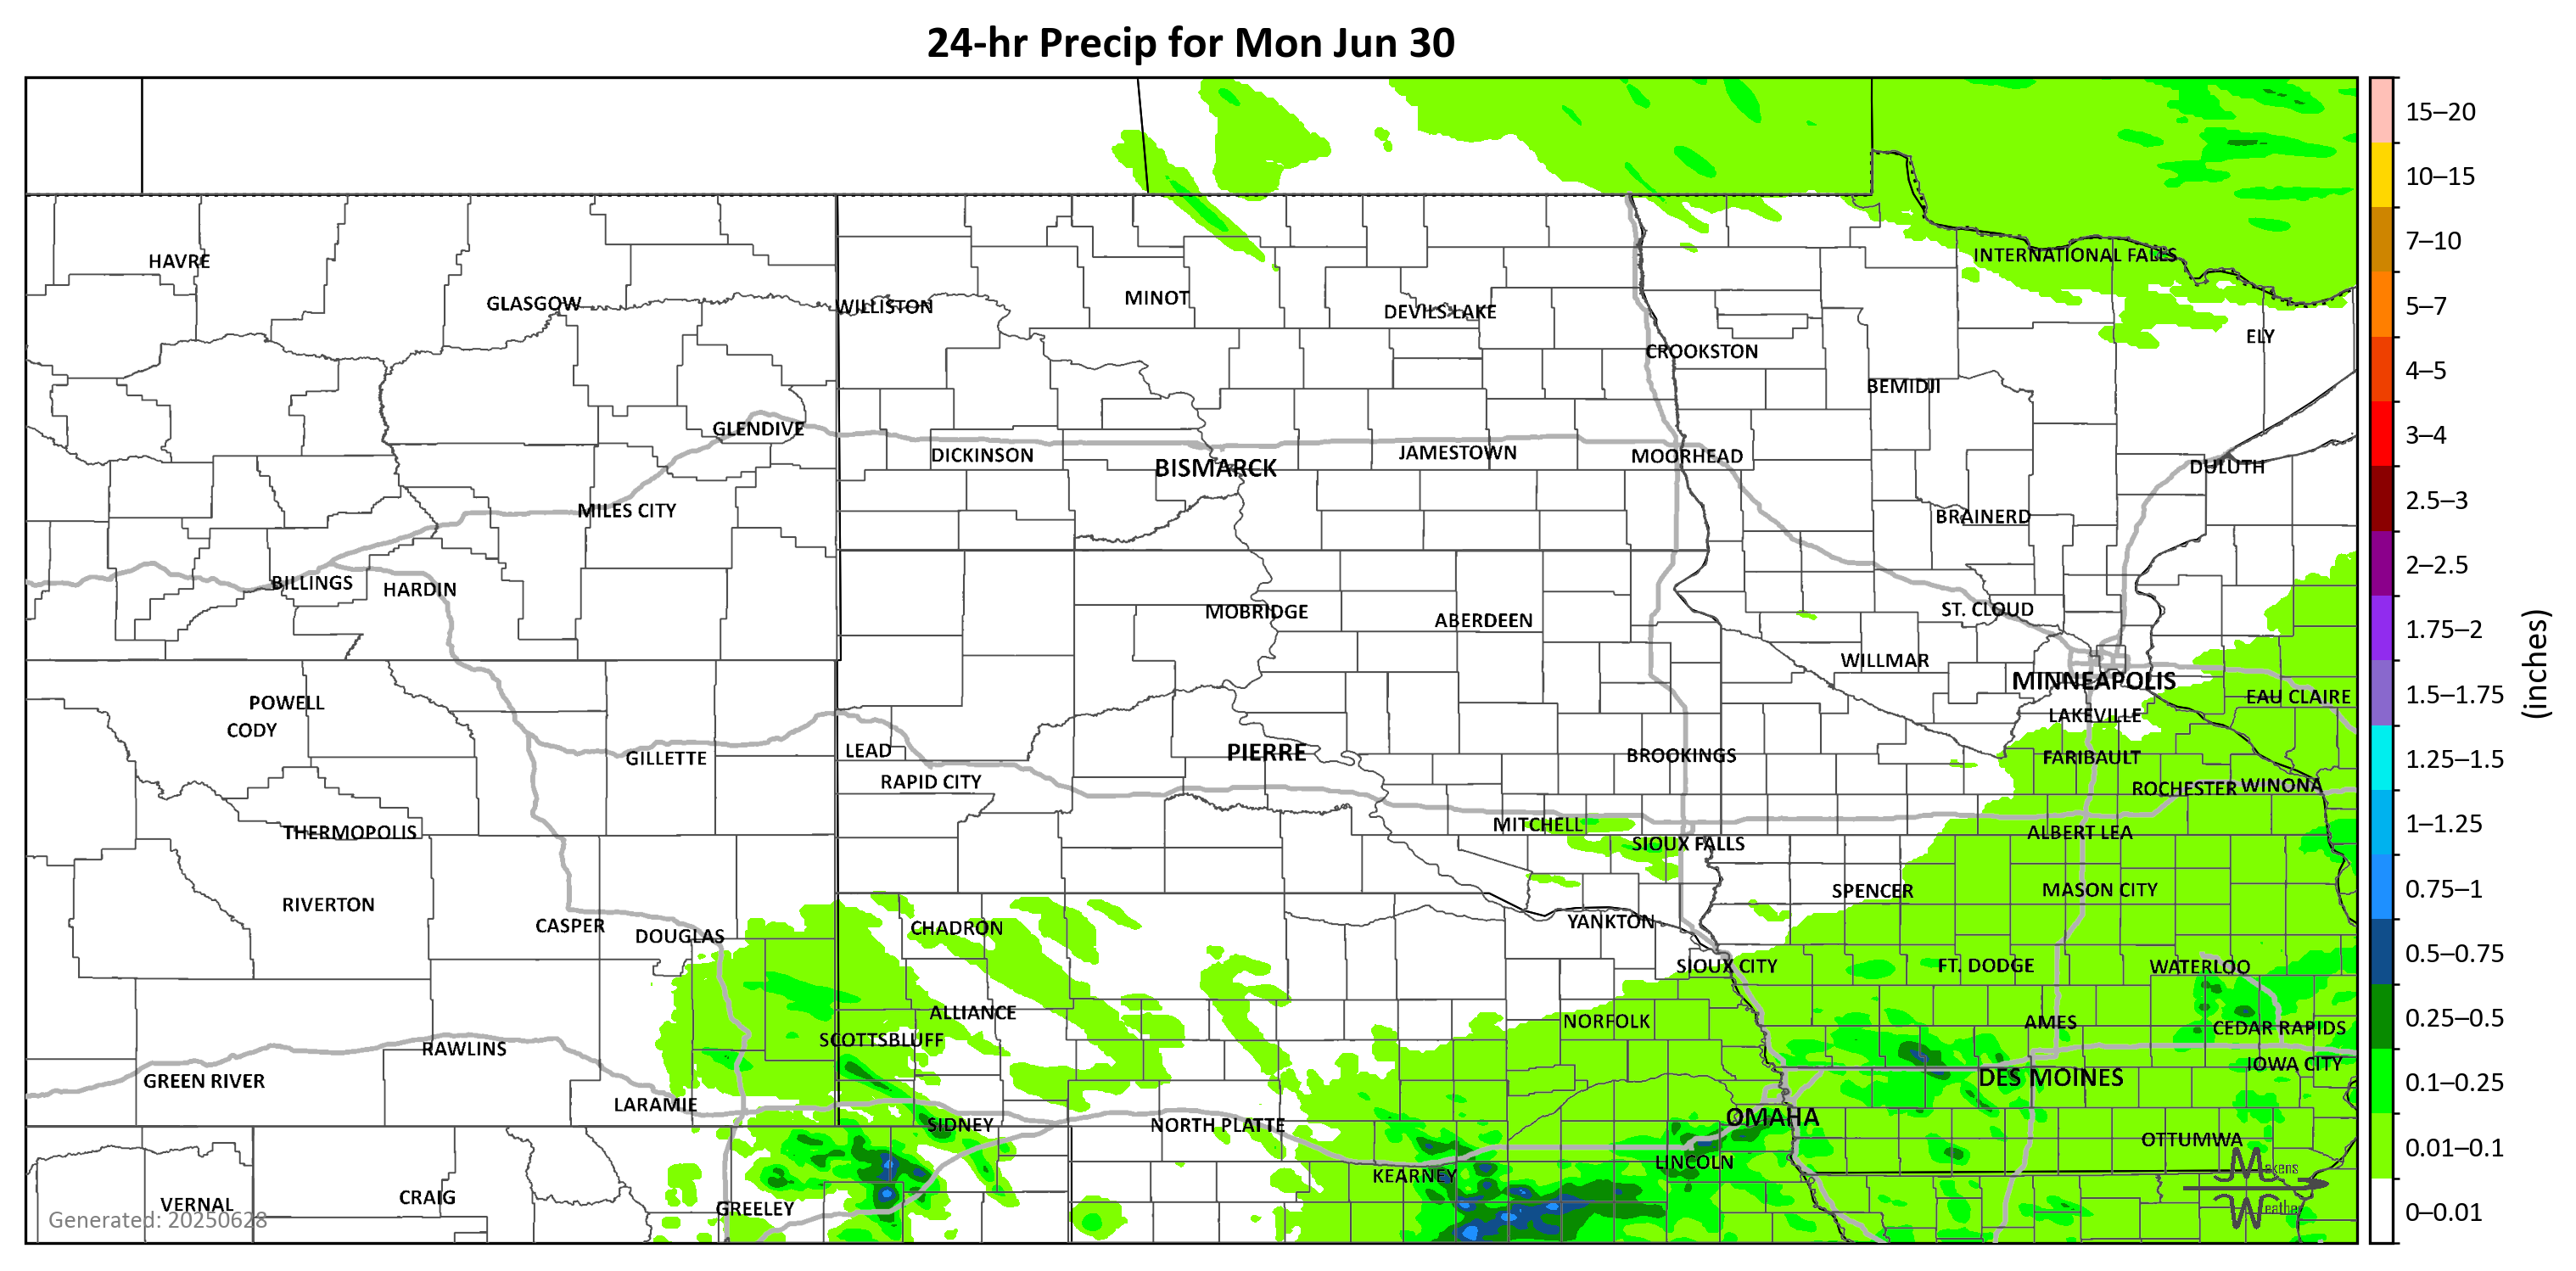 24-hr Precip for Mon Jun 30
15–20
10–15
7–10
5–7
4–5
3–4
2.5–3
2–2.5
1.75–2
1.5–1.75
1.25–1.5
1–1.25
0.75–1
0.5–0.75
0.25–0.5
0.1–0.25
0.01–0.1
0–0.01
(inches)
HAVRE
INTERNATIONAL FALLS
GLASGOW
WILLISTON
MINOT
DEVILS LAKE
ELY
CROOKSTON
BEMIDJI
GLENDIVE
DICKINSON
BISMARCK
JAMESTOWN
MOORHEAD
DULUTH
MILES CITY
BRAINERD
BILLINGS
HARDIN
MOBRIDGE
ABERDEEN
ST. CLOUD
WILLMAR
MINNEAPOLIS
EAU CLAIRE
POWELL
CODY
LAKEVILLE
GILLETTE
LEAD
RAPID CITY
PIERRE
BROOKINGS
FARIBAULT
ROCHESTER
WINONA
THERMOPOLIS
MITCHELL
SIOUX FALLS
ALBERT LEA
RIVERTON
CASPER
DOUGLAS
CHADRON
YANKTON
SPENCER
MASON CITY
SIOUX CITY
FT. DODGE
WATERLOO
ALLIANCE
SCOTTSBLUFF
NORFOLK
AMES
CEDAR RAPIDS
RAWLINS
GREEN RIVER
LARAMIE
DES MOINES
IOWA CITY
SIDNEY
NORTH PLATTE
OMAHA
OTTUMWA
KEARNEY
LINCOLN
VERNAL
CRAIG
GREELEY
Generated: 20250628
Makens
Weather